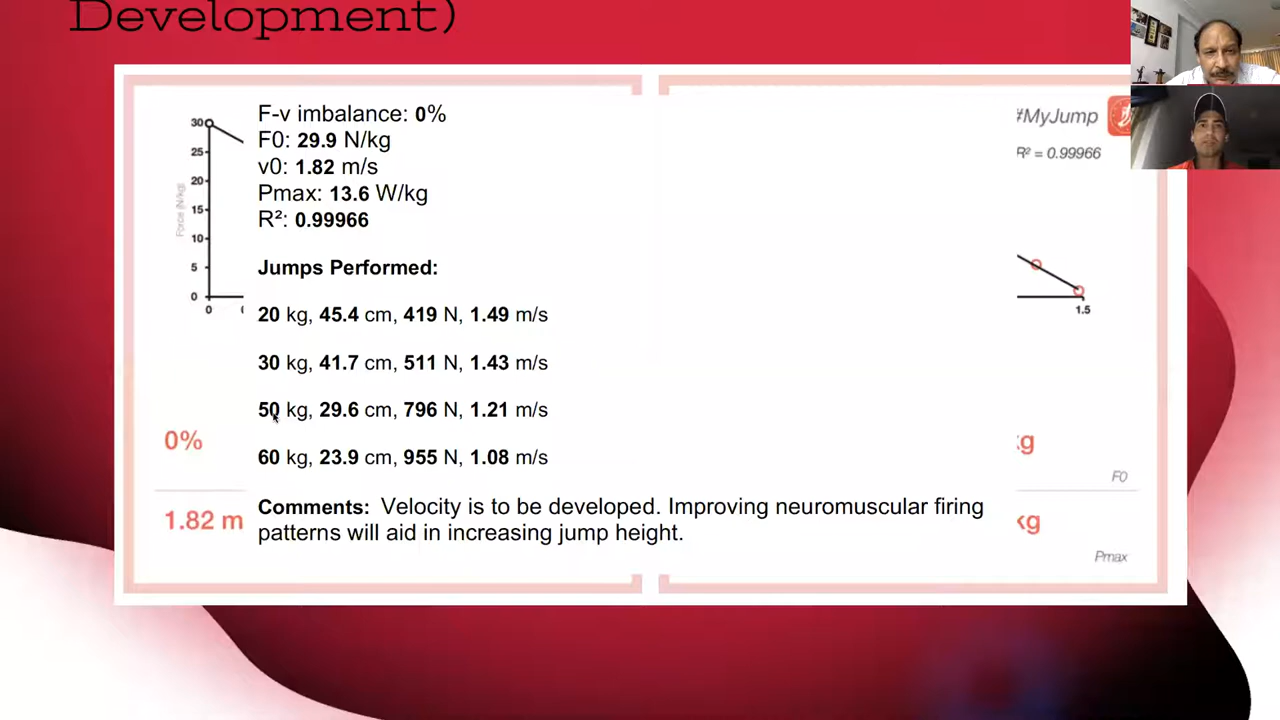 Development)
#MyJump
R² = 0.99966
F-v imbalance: 0%
F0: 29.9 N/kg
v0: 1.82 m/s
Pmax: 13.6 W/kg
R²: 0.99966
Jumps Performed:
20 kg, 45.4 cm, 419 N, 1.49 m/s
30 kg, 41.7 cm, 511 N, 1.43 m/s
50 kg, 29.6 cm, 796 N, 1.21 m/s
60 kg, 23.9 cm, 955 N, 1.08 m/s
Comments: Velocity is to be developed. Improving neuromuscular firing
patterns will aid in increasing jump height.
Force (N/kg)
30
25
20
15
10
5
0
0
1.5
0%
kg
F0
1.82 m
kg
Pmax